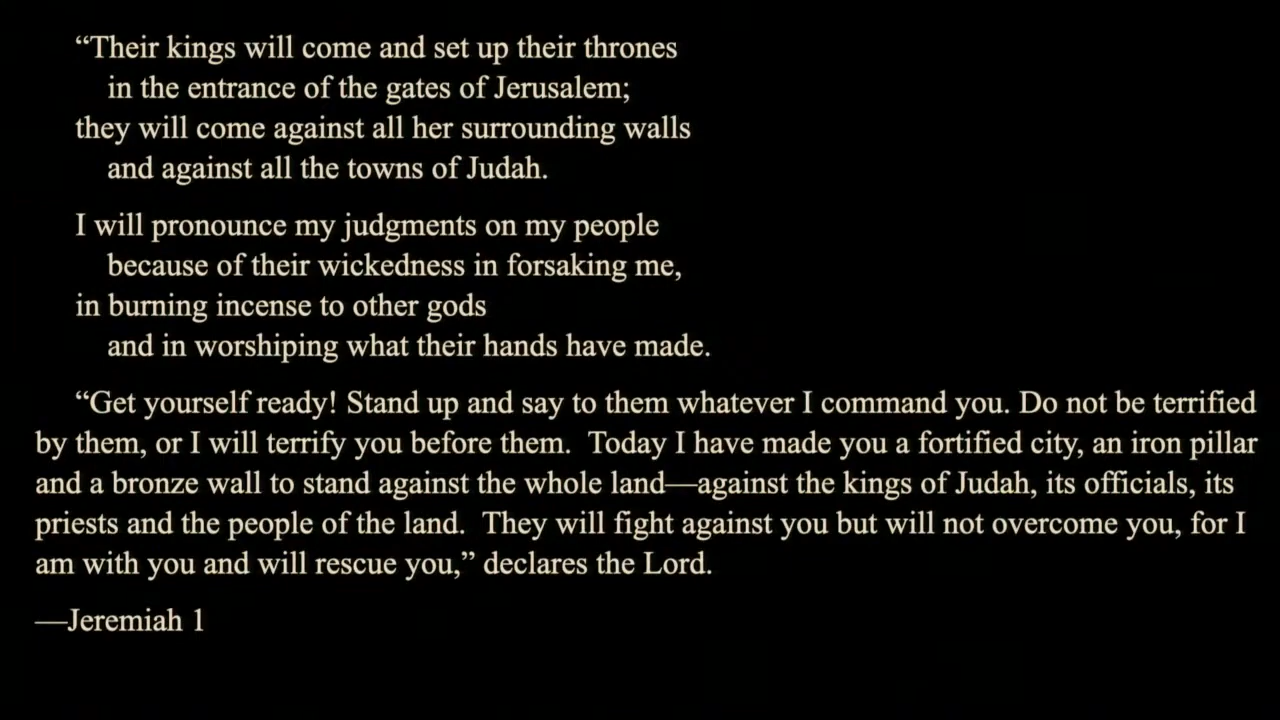 “Their kings will come and set up their thrones
in the entrance of the gates of Jerusalem;
they will come against all her surrounding walls
and against all the towns of Judah.
I will pronounce my judgments on my people
because of their wickedness in forsaking me,
in burning incense to other gods
and in worshiping what their hands have made.
“Get yourself ready! Stand up and say to them whatever I command you. Do not be terrified
by them, or I will terrify you before them.  Today I have made you a fortified city, an iron pillar
and a bronze wall to stand against the whole land—against the kings of Judah, its officials, its
priests and the people of the land.  They will fight against you but will not overcome you, for I
am with you and will rescue you,” declares the Lord.
—Jeremiah 1